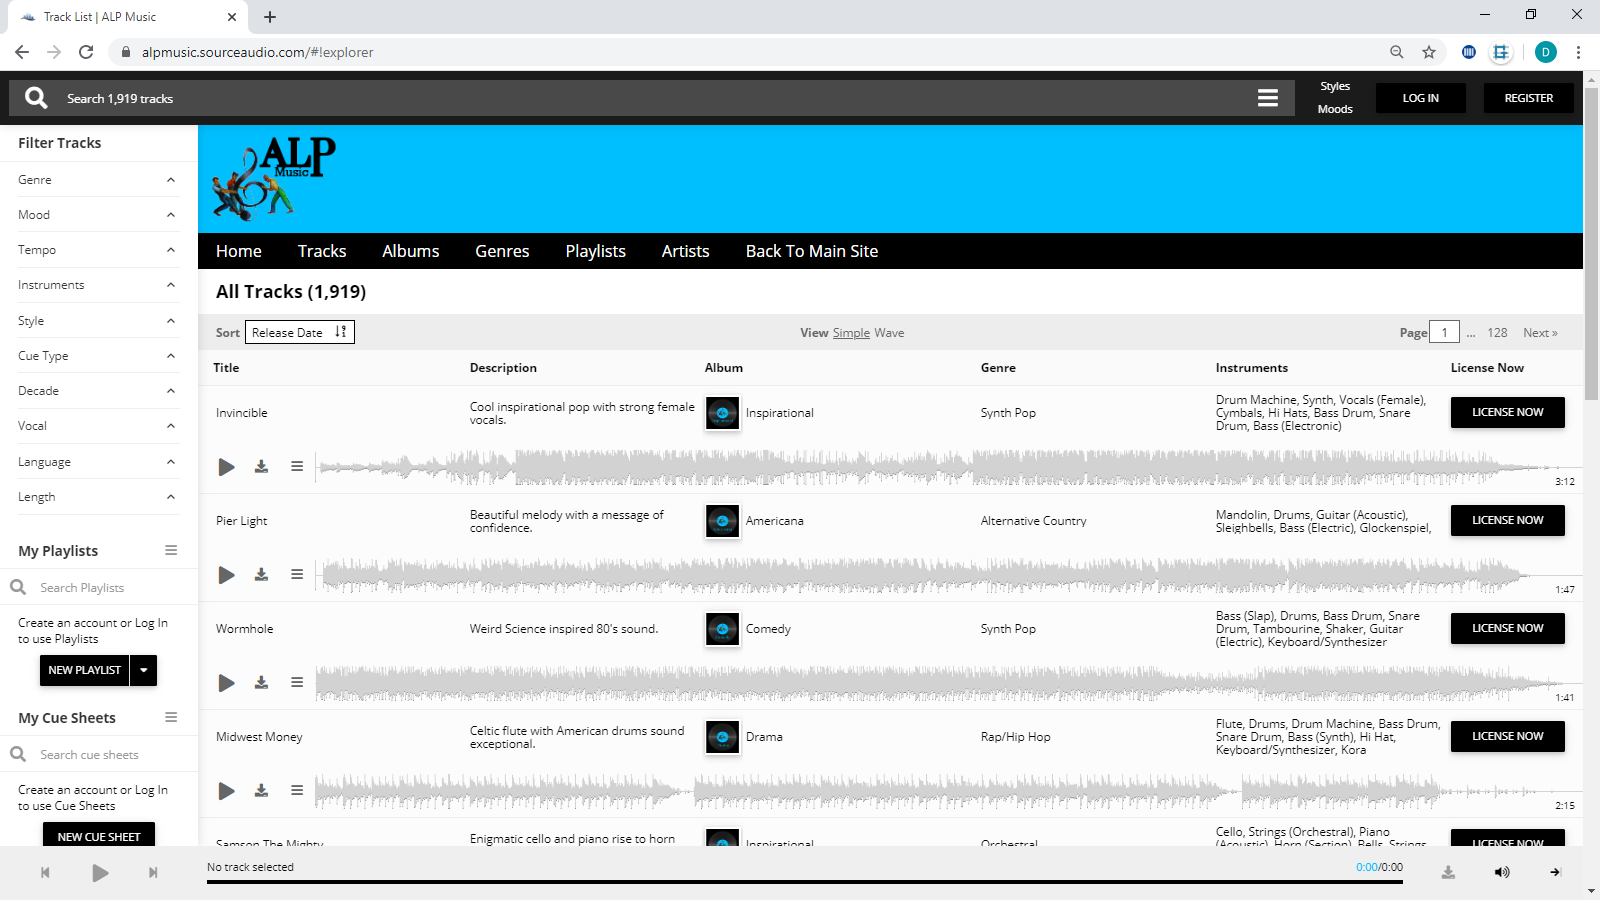 Track List | ALP Music
alpmusic.sourceaudio.com/#!explorer
D
Search 1,919 tracks
Styles
Moods
LOG IN
REGISTER
Filter Tracks
Genre
Mood
Tempo
Instruments
Style
Cue Type
Decade
Vocal
Language
Length
My Playlists
Search Playlists
Create an account or Log In
to use Playlists
NEW PLAYLIST
My Cue Sheets
Search cue sheets
Create an account or Log In
to use Cue Sheets
NEW CUE SHEET
ALP
Music
Home Tracks Albums Genres Playlists Artists Back To Main Site
All Tracks (1,919)
Sort Release Date
View Simple Wave
Page 1 ... 128 Next »
Title Description Album Genre Instruments License Now
Invincible
Cool inspirational pop with strong female
vocals.
Inspirational
Synth Pop
Drum Machine, Synth, Vocals (Female),
Cymbals, Hi Hats, Bass Drum, Snare
Drum, Bass (Electronic)
LICENSE NOW
3:12
Pier Light
Beautiful melody with a message of
confidence.
Americana
Alternative Country
Mandolin, Drums, Guitar (Acoustic),
Sleighbells, Bass (Electric), Glockenspiel,
LICENSE NOW
1:47
Wormhole
Weird Science inspired 80's sound.
Comedy
Synth Pop
Bass (Slap), Drums, Bass Drum, Snare
Drum, Tambourine, Shaker, Guitar
(Electric), Keyboard/Synthesizer
LICENSE NOW
1:41
Midwest Money
Celtic flute with American drums sound
exceptional.
Drama
Rap/Hip Hop
Flute, Drums, Drum Machine, Bass Drum,
Snare Drum, Bass (Synth), Hi Hat,
Keyboard/Synthesizer, Kora
LICENSE NOW
2:15
Samson The Mighty
Enigmatic cello and piano rise to horn
Inspirational
Orchestral
Cello, Strings (Orchestral), Piano
(Acoustic), Horn (Section), Bells, Strings
LICENSE NOW
No track selected
0:00/0:00